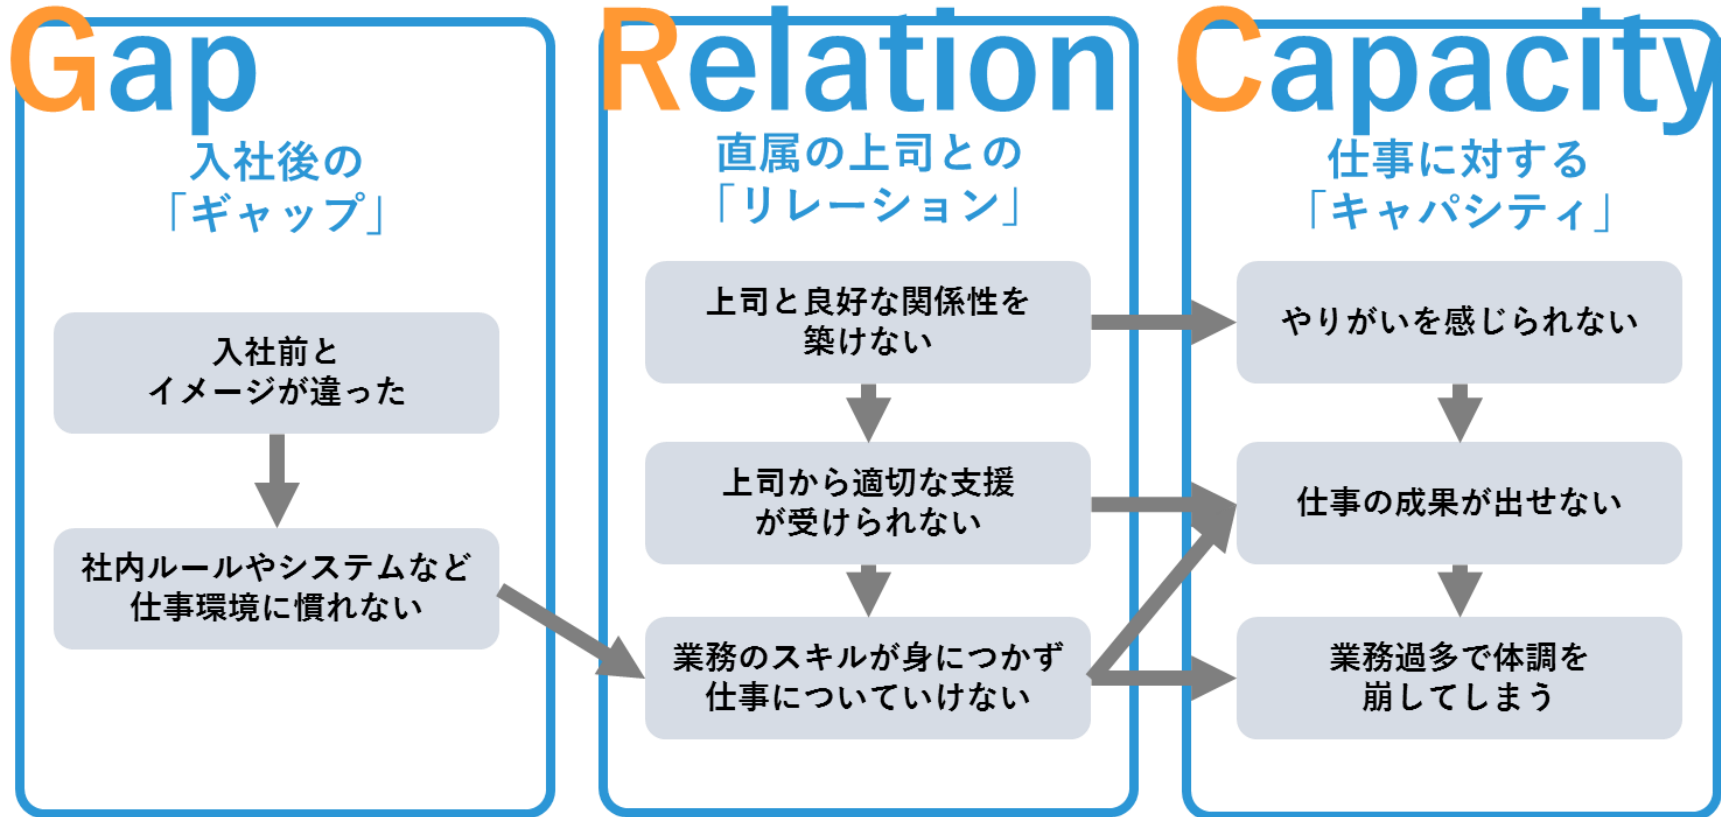 Gap
入社後の
「ギャップ」
入社前と
イメージが違った
社内ルールやシステムなど
仕事環境に慣れない
Relation
直属の上司との
「リレーション」
上司と良好な関係性を
築けない
上司から適切な支援
が受けられない
業務のスキルが身につかず
仕事についていけない
Capacity
仕事に対する
「キャパシティ」
やりがいを感じられない
仕事の成果が出せない
業務過多で体調を
崩してしまう